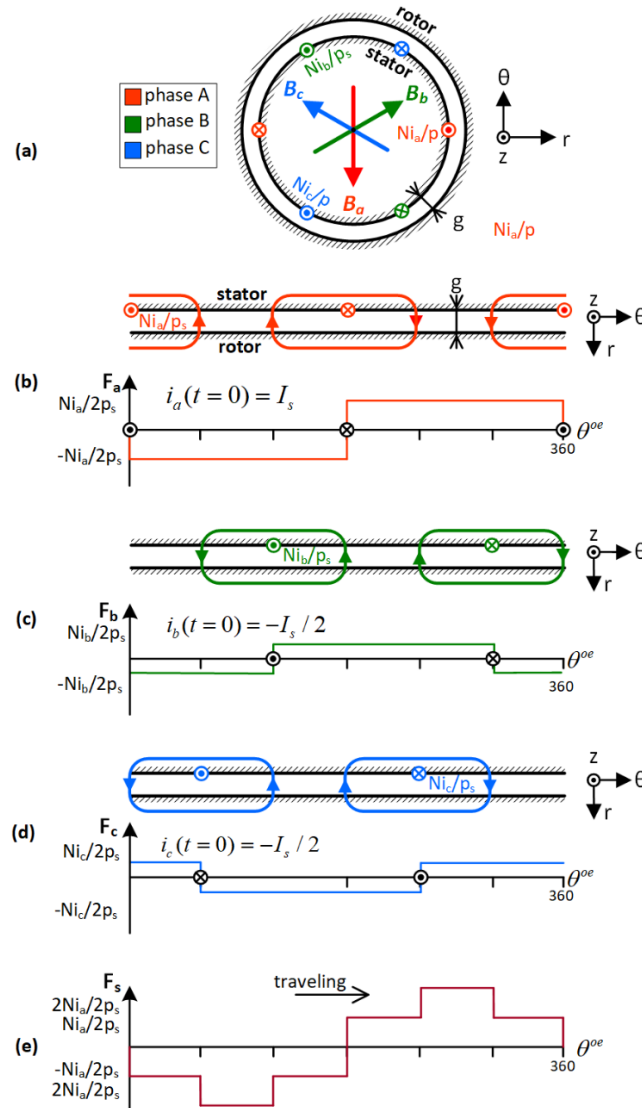 rotor
Ni_b/p_s
stator
phase A
phase B
phase C
B_c
B_b
θ
r
z
(a)
Ni_a/p
Ni_c/p
B_a
g
Ni_a/p
stator
g
z
θ
Ni_a/p_s
rotor
r
(b)
F_a
Ni_a/2p_s
i_a(t = 0) = I_s
θ^oe
-Ni_a/2p_s
360
Ni_b/p_s
z
θ
r
(c)
F_b
Ni_b/2p_s
i_b(t = 0) = -I_s / 2
θ^oe
-Ni_b/2p_s
360
z
Ni_c/p_s
θ
r
(d)
F_c
Ni_c/2p_s
i_c(t = 0) = -I_s / 2
θ^oe
-Ni_c/2p_s
360
F_s
traveling
2Ni_a/2p_s
Ni_a/2p_s
(e)
θ^oe
-Ni_a/2p_s
360
2Ni_a/2p_s